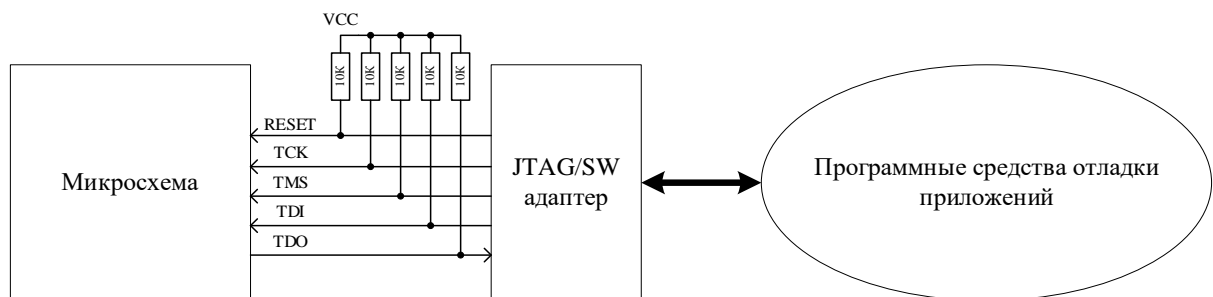 VCC
10K
10K
10K
10K
10K
RESET
TCK
TMS
TDI
TDO
Микросхема
JTAG/SW
адаптер
Программные средства отладки
приложений